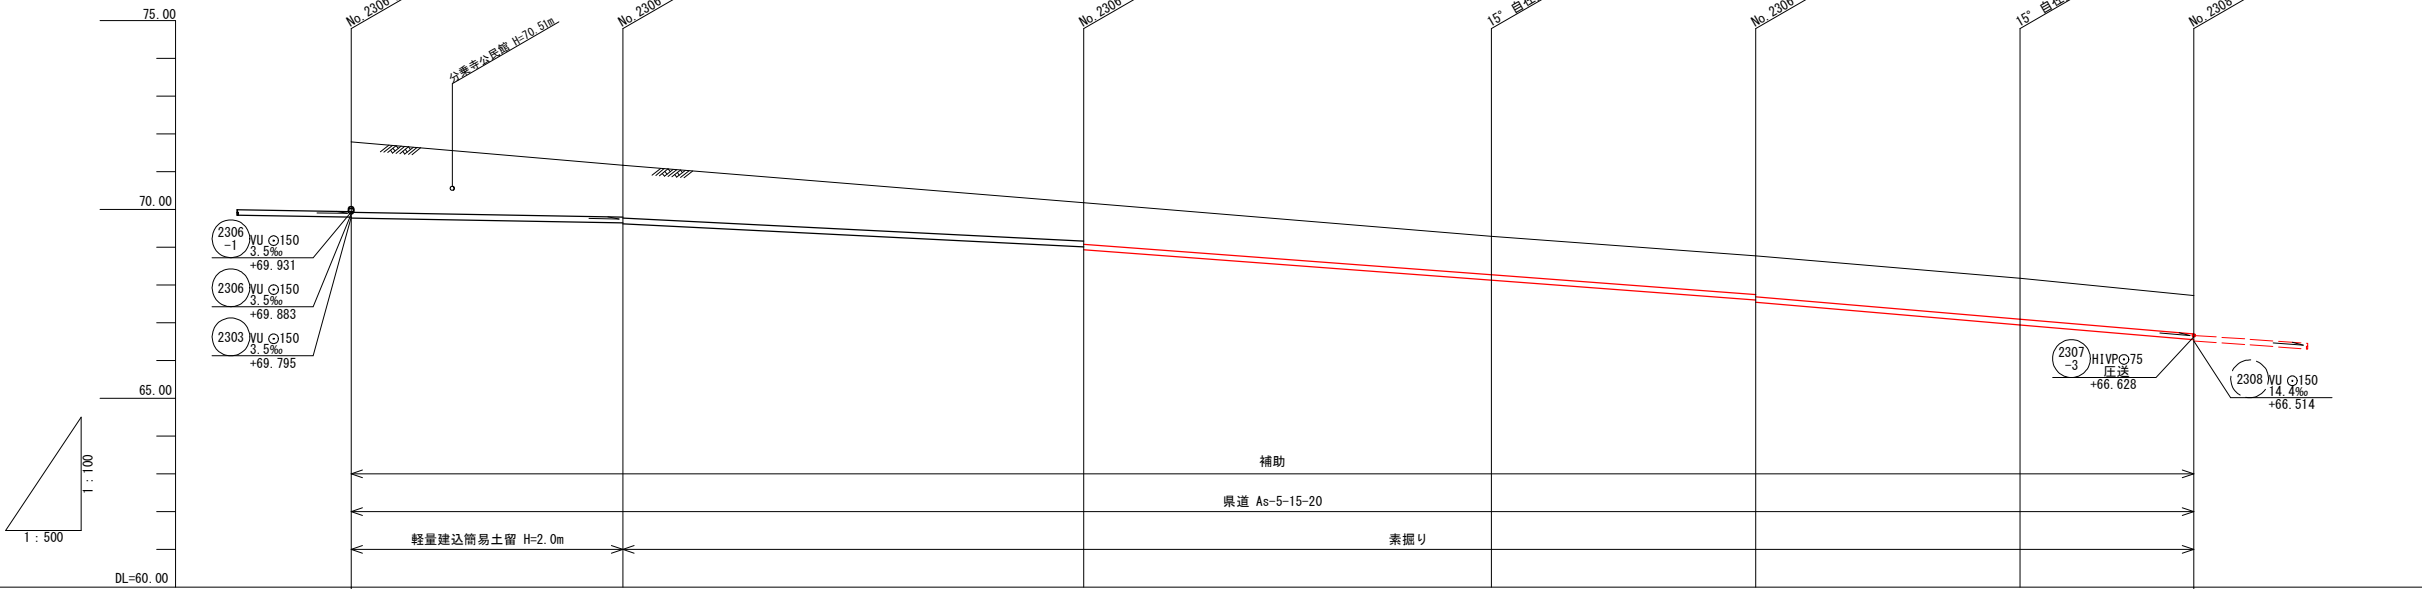 75.00
No.2306
No.2306
No.2306
15°
No.2306
15°
No.2308
分乗寺公民館 H=70.51m
70.00
2306
-1
VU ⊙150
3.5‰
+69.931
2306
VU ⊙150
3.5‰
+69.883
2303
VU ⊙150
3.5‰
+69.795
65.00
2307
-3
HIVP⊙75
圧送
+66.628
2308
VU ⊙150
14.4‰
+66.514
1 : 100
1 : 500
補助
県道 As-5-15-20
軽量建込簡易土留 H=2.0m
素掘り
DL=60.00